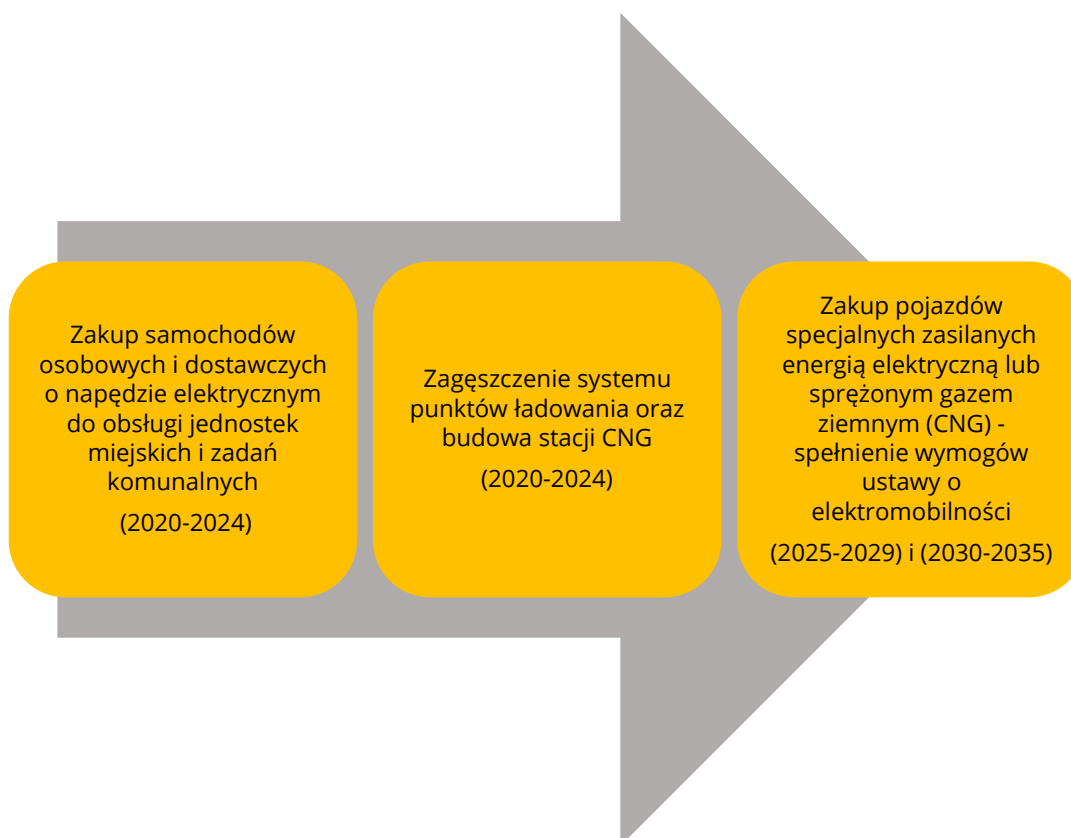 Zakup samochodów
osobowych i dostawczych
o napędzie elektrycznym
do obsługi jednostek
miejskich i zadań
komunalnych
(2020-2024)
Zagęszczenie systemu
punktów ładowania oraz
budowa stacji CNG
(2020-2024)
Zakup pojazdów
specjalnych zasilanych
energią elektryczną lub
sprężonym gazem
ziemnym (CNG) -
spełnienie wymogów
ustawy o
elektromobilności
(2025-2029) i (2030-2035)